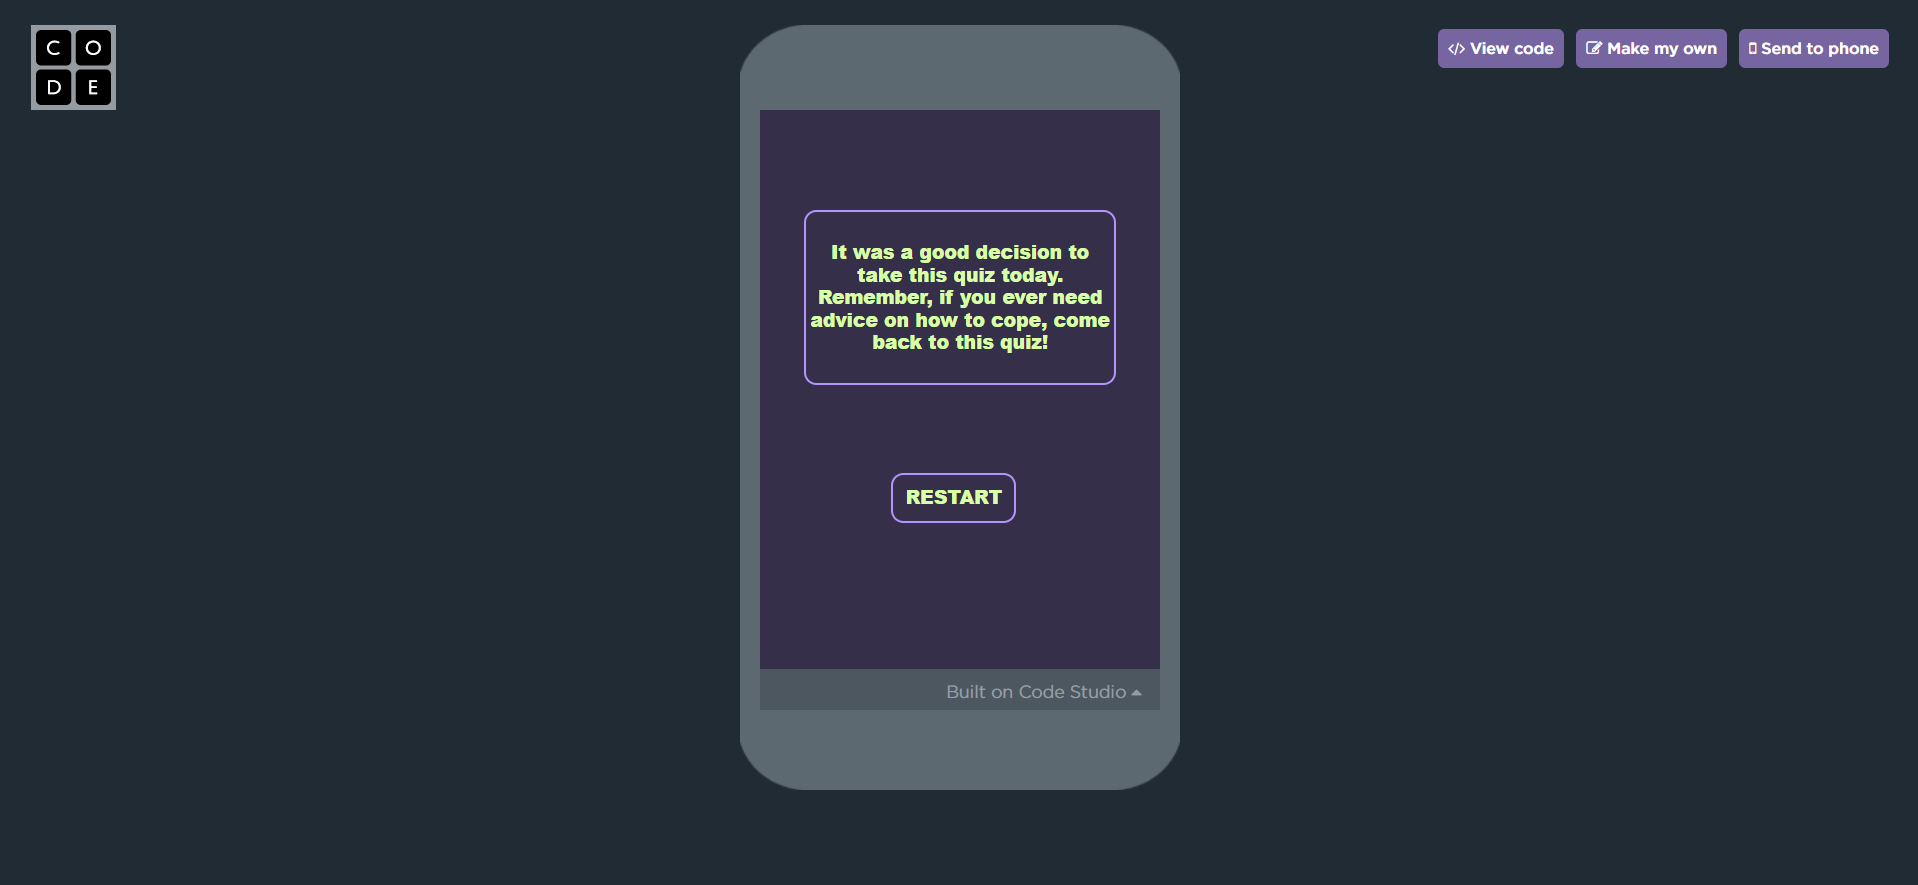 C O
D E
View code
Make my own
Send to phone
It was a good decision to
take this quiz today.
Remember, if you ever need
advice on how to cope, come
back to this quiz!
RESTART
Built on Code Studio